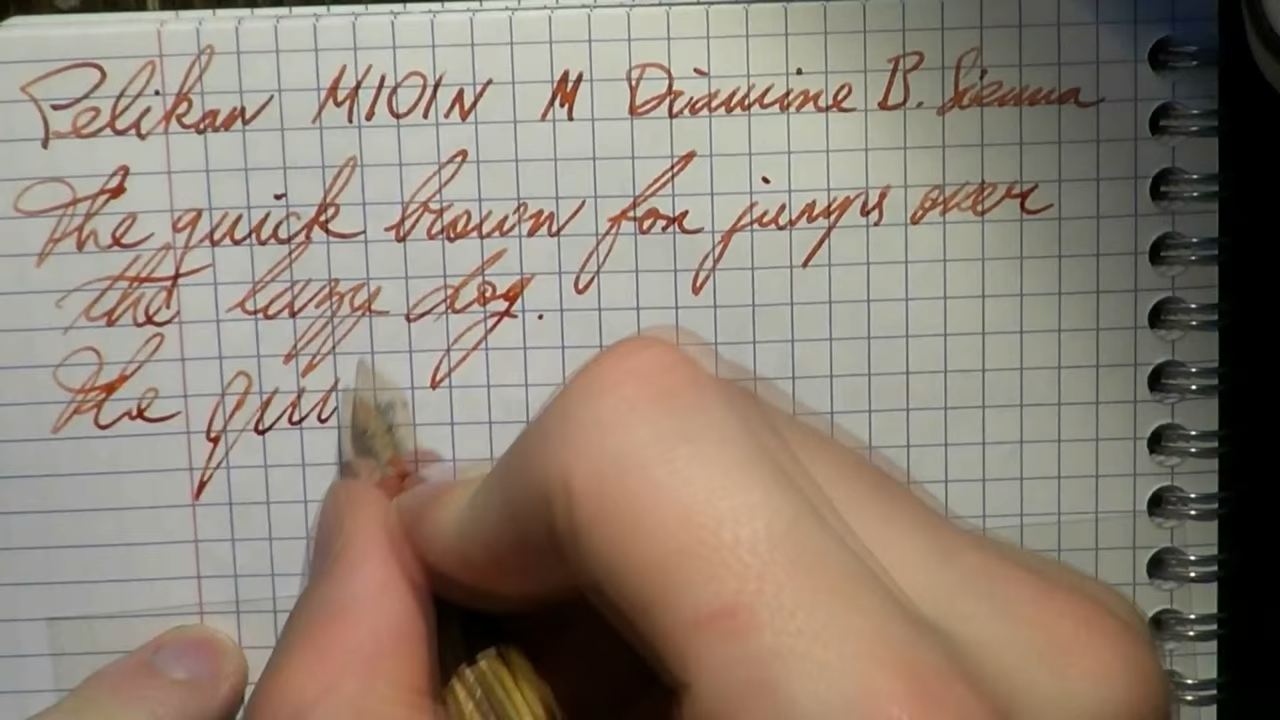 Pelikan M101N M Diamine B. Sienna
The quick brown fox jumps over
the lazy dog.
The qui